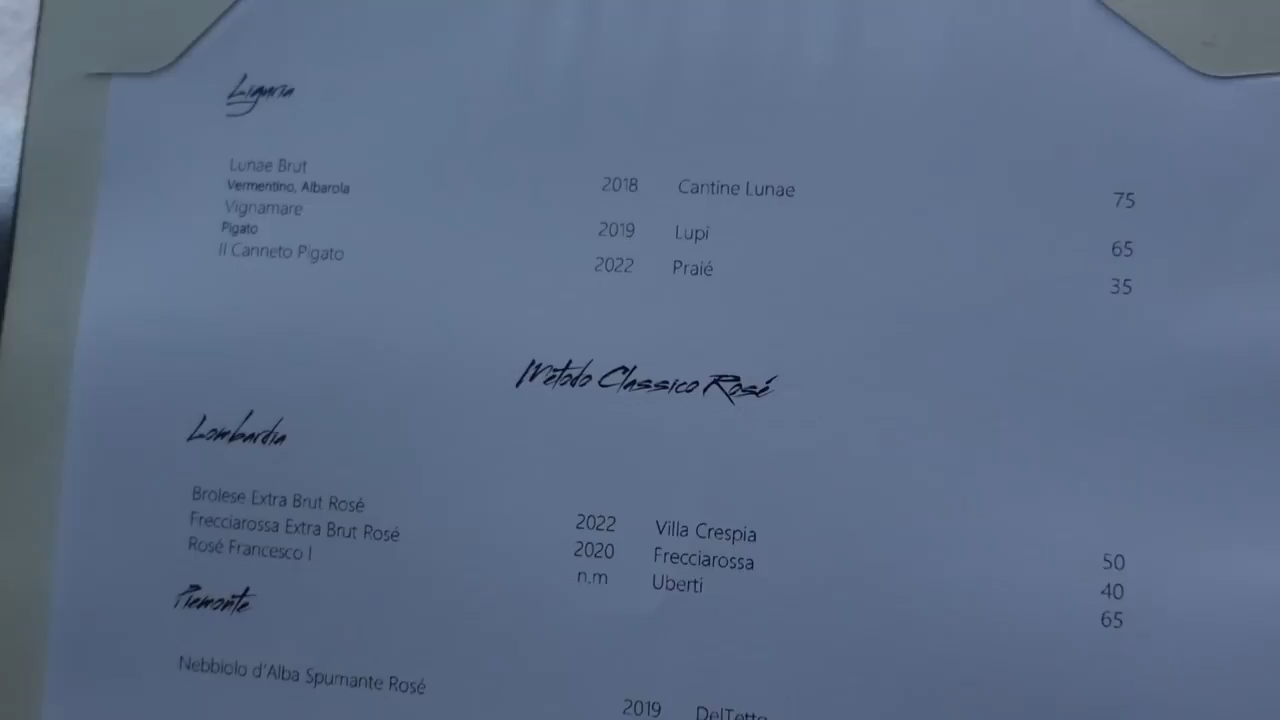 Liguria
Lunae Brut 2018 Cantine Lunae 75
Vermentino, Albarola
Vignamare 2019 Lupi 65
Pigato
Il Canneto Pigato 2022 Praié 35
Metodo Classico Rosé
Lombardia
Brolese Extra Brut Rosé 2022 Villa Crespia 50
Frecciarossa Extra Brut Rosé 2020 Frecciarossa 40
Rosé Francesco I n.m Uberti 65
Piemonte
Nebbiolo d'Alba Spumante Rosé 2019 DelTetto